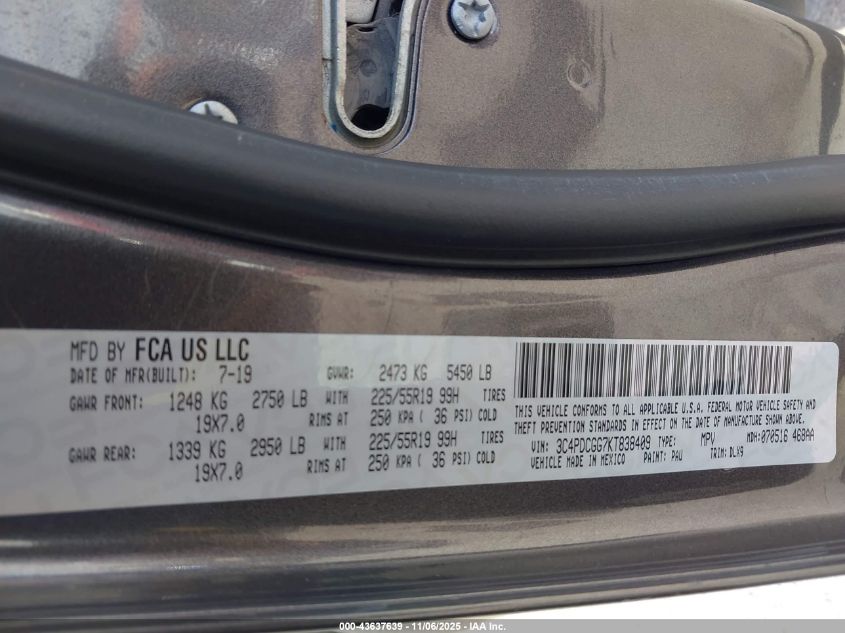 MFD BY FCA US LLC
DATE OF MFR(BUILT): 7-19 GVWR: 2473 KG 5450 LB
GAWR FRONT: 1248 KG 2750 LB WITH 225/55R19 99H TIRES
19X7.0 RIMS AT 250 KPA ( 36 PSI) COLD
GAWR REAR: 1339 KG 2950 LB WITH 225/55R19 99H TIRES
19X7.0 RIMS AT 250 KPA ( 36 PSI) COLD
THIS VEHICLE CONFORMS TO ALL APPLICABLE U.S.A. FEDERAL MOTOR VEHICLE SAFETY AND
THEFT PREVENTION STANDARDS IN EFFECT ON THE DATE OF MANUFACTURE SHOWN ABOVE.
VIN: 3C4PDCGG7KT838409 TYPE: MPV MDH: 070516 468AA
VEHICLE MADE IN MEXICO PAINT: PAU TRIM: DLX9
000-43637639 - 11/06/2025 - IAA Inc.